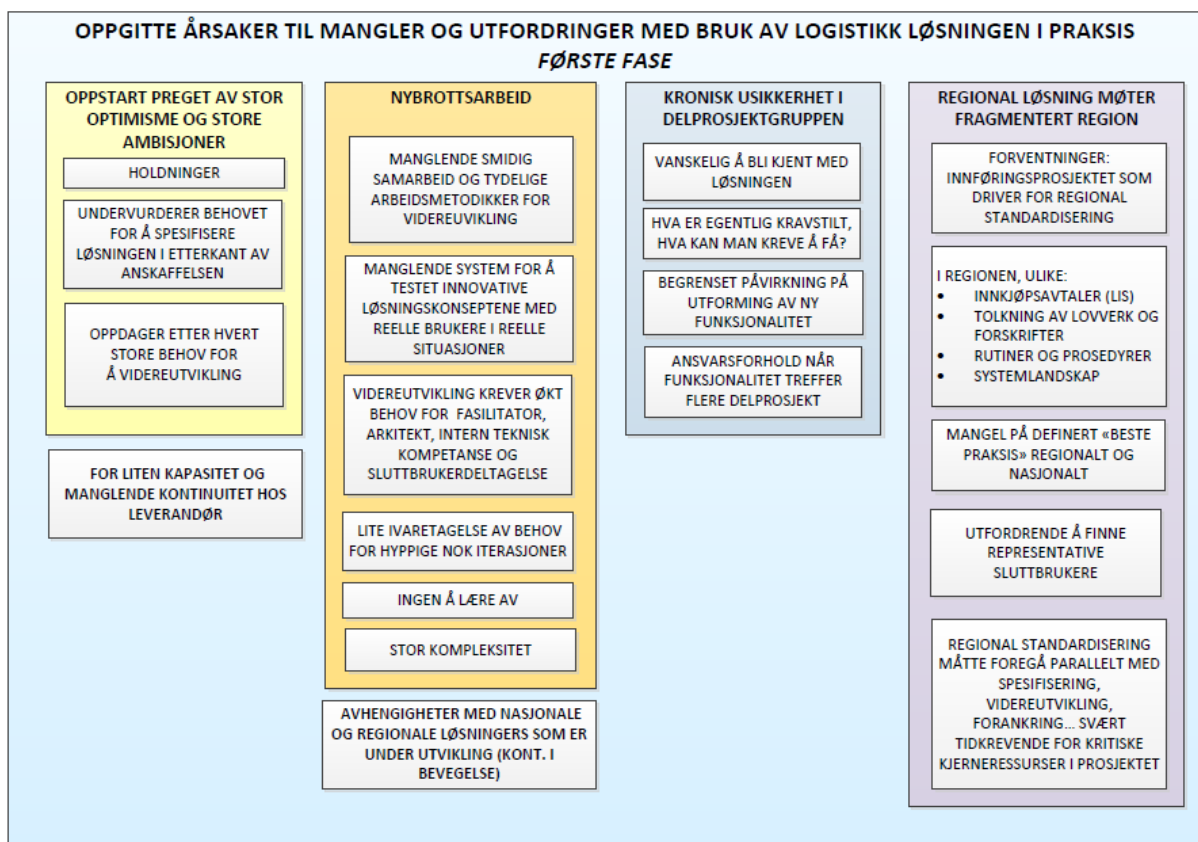 OPPGITTE ÅRSAKER TIL MANGLER OG UTFORDRINGER MED BRUK AV LOGISTIKK LØSNINGEN I PRAKSIS
FØRSTE FASE
OPPSTART PREGET AV STOR
OPTIMISME OG STORE
AMBISJONER
HOLDNINGER
UNDERVURDERER BEHOVET
FOR Å SPESIFISERE
LØSNINGEN I ETTERKANT AV
ANSKAFFELSEN
OPPDAGER ETTER HVERT
STORE BEHOV FOR
Å VIDEREUTVIKLING
FOR LITEN KAPASITET OG
MANGLENDE KONTINUITET HOS
LEVERANDØR
NYBROTTSARBEID
MANGLENDE SMIDIG
SAMARBEID OG TYDELIGE
ARBEIDSMETODIKKER FOR
VIDEREUVIKLING
MANGLENDE SYSTEM FOR Å
TESTET INNOVATIVE
LØSNINGSKONSEPTENE MED
REELLE BRUKERE I REELLE
SITUASJONER
VIDEREUTVIKLING KREVER ØKT
BEHOV FOR FASILITATOR,
ARKITEKT, INTERN TEKNISK
KOMPETANSE OG
SLUTTBRUKERDELTAGELSE
LITE IVARETAGELSE AV BEHOV
FOR HYPPIGE NOK ITERASJONER
INGEN Å LÆRE AV
STOR KOMPLEKSITET
AVHENGIGHETER MED NASJONALE
OG REGIONALE LØSNINGERS SOM ER
UNDER UTVIKLING (KONT. I
BEVEGELSE)
KRONISK USIKKERHET I
DELPROSJEKTGRUPPEN
VANSKELIG Å BLI KJENT MED
LØSNINGEN
HVA ER EGENTLIG KRAVSTILT,
HVA KAN MAN KREVE Å FÅ?
BEGRENSET PÅVIRKNING PÅ
UTFORMING AV NY
FUNKSJONALITET
ANSVARSFORHOLD NÅR
FUNKSJONALITET TREFFER
FLERE DELPROSJEKT
REGIONAL LØSNING MØTER
FRAGMENTERT REGION
FORVENTNINGER:
INNFØRINGSPROSJEKTET SOM
DRIVER FOR REGIONAL
STANDARDISERING
I REGIONEN, ULIKE:
• INNKJØPSAVTALER (LIS)
• TOLKNING AV LOVVERK OG
FORSKRIFTER
• RUTINER OG PROSEDYRER
• SYSTEMLANDSKAP
MANGEL PÅ DEFINERT «BESTE
PRAKSIS» REGIONALT OG
NASJONALT
UTFORDRENDE Å FINNE
REPRESENTATIVE
SLUTTBRUKERE
REGIONAL STANDARDISERING
MÅTTE FOREGÅ PARALLELT MED
SPESIFISERING,
VIDEREUTVIKLING,
FORANKRING... SVÆRT
TIDKREVENDE FOR KRITISKE
KJERNERESSURSER I PROSJEKTET